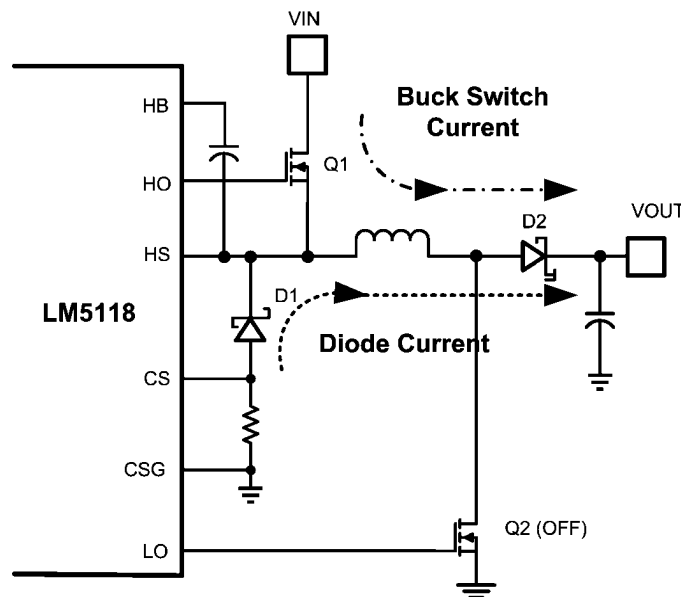 VIN
HB
Buck Switch
Current
HO
Q1
D2
VOUT
HS
D1
LM5118
Diode Current
CS
CSG
LO
Q2 (OFF)